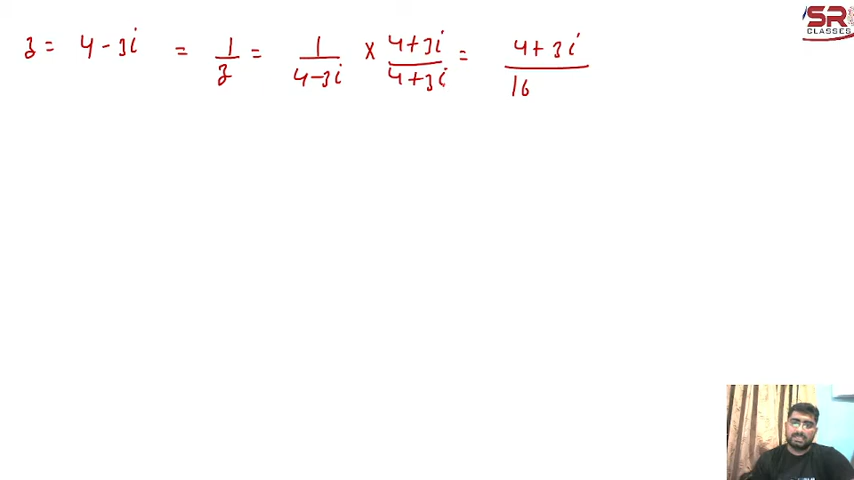 z = 4 - 3i = 1/z = 1/(4-3i) × (4+3i)/(4+3i) = (4+3i)/16
SR
CLASSES